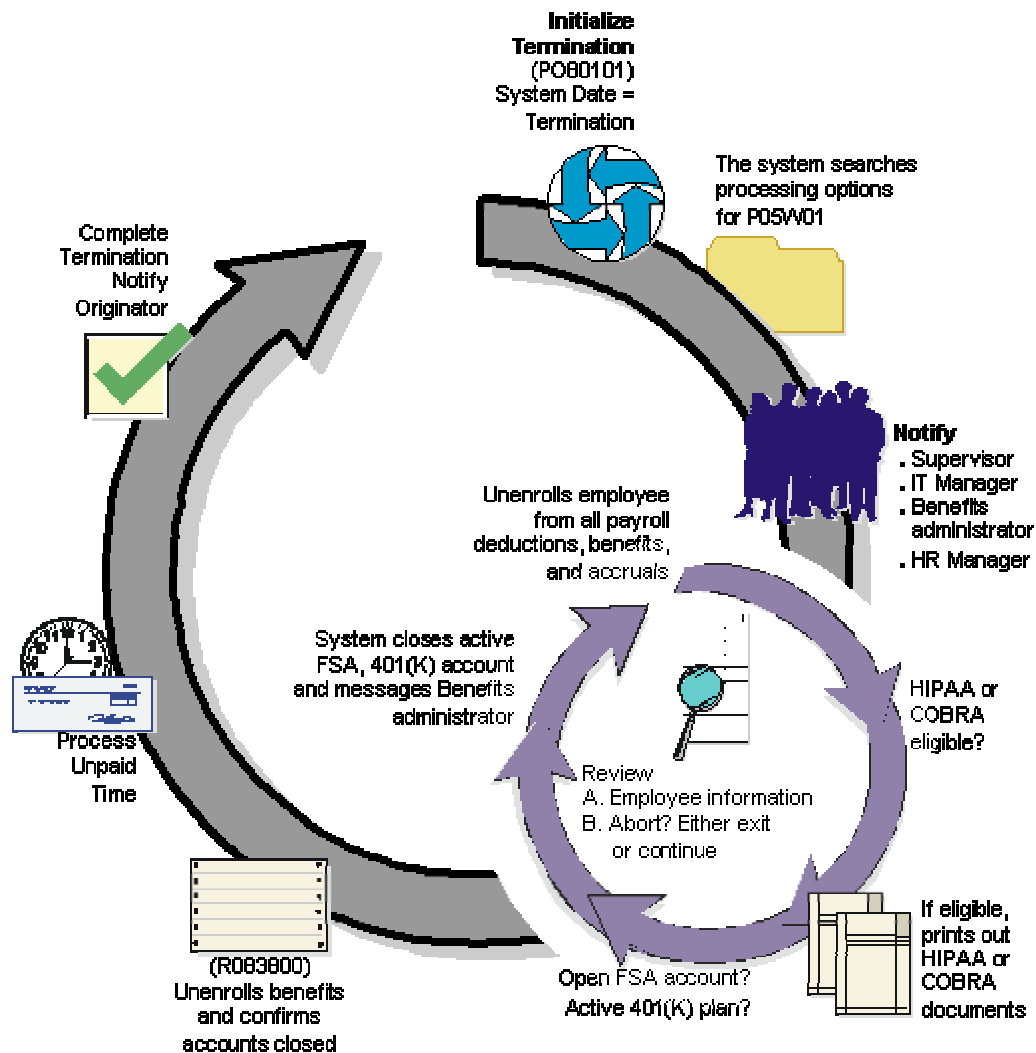 Initialize
Termination
(PO80101)
System Date =
Termination
The system searches
processing options
for P05W01
Notify
. Supervisor
. IT Manager
. Benefits
administrator
. HR Manager
Unenrolls employee
from all payroll
deductions, benefits,
and accruals
HIPAA or
COBRA
eligible?
If eligible,
prints out
HIPAA or
COBRA
documents
Open FSA account?
Active 401(K) plan?
System closes active
FSA, 401(K) account
and messages Benefits
administrator
Review
A. Employee information
B. Abort? Either exit
or continue
(R083800)
Unenrolls benefits
and confirms
accounts closed
Process
Unpaid
Time
Complete
Termination
Notify
Originator